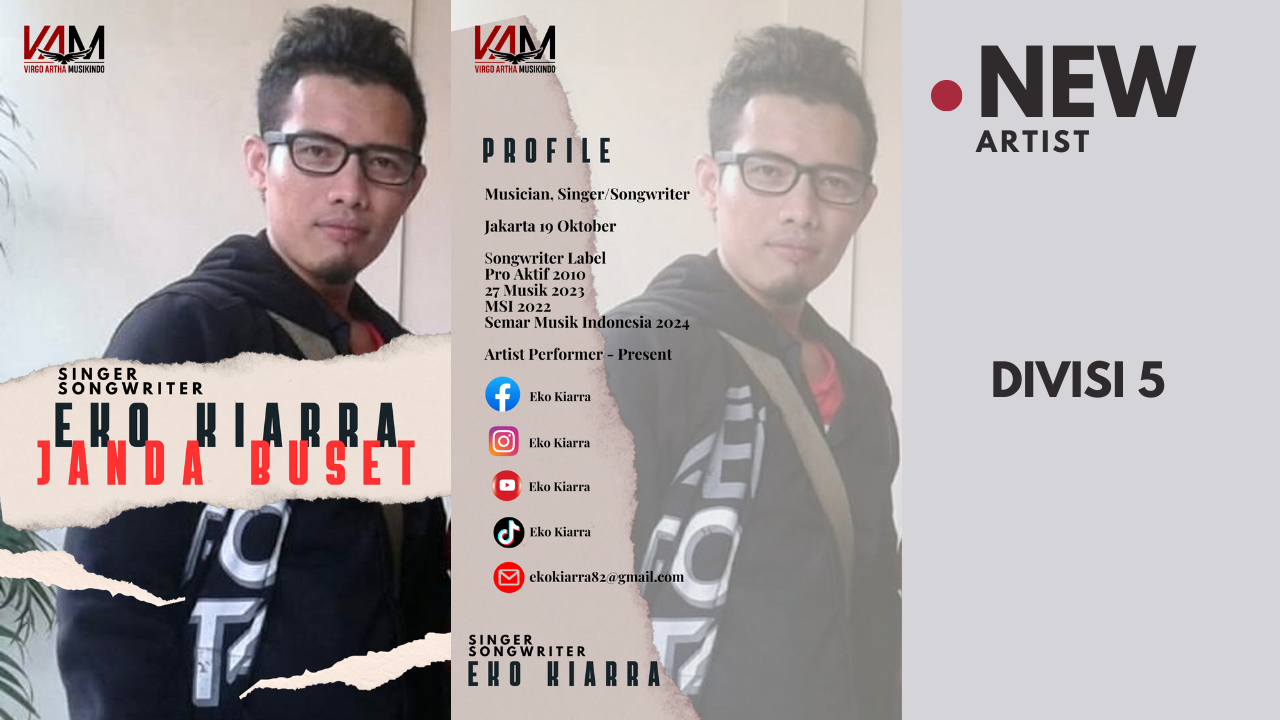 VAM
VIRGO ARTHA MUSIKINDO
SINGER
SONGWRITER
EKO KIARRA
JANDA BUSET
VAM
VIRGO ARTHA MUSIKINDO
PROFILE
Musician, Singer/Songwriter
Jakarta 19 Oktober
Songwriter Label
Pro Aktif 2010
27 Musik 2023
MSI 2022
Semar Musik Indonesia 2024
Artist Performer - Present
Eko Kiarra
Eko Kiarra
Eko Kiarra
Eko Kiarra
ekokiarra82@gmail.com
SINGER
SONGWRITER
EKO KIARRA
NEW
ARTIST
DIVISI 5